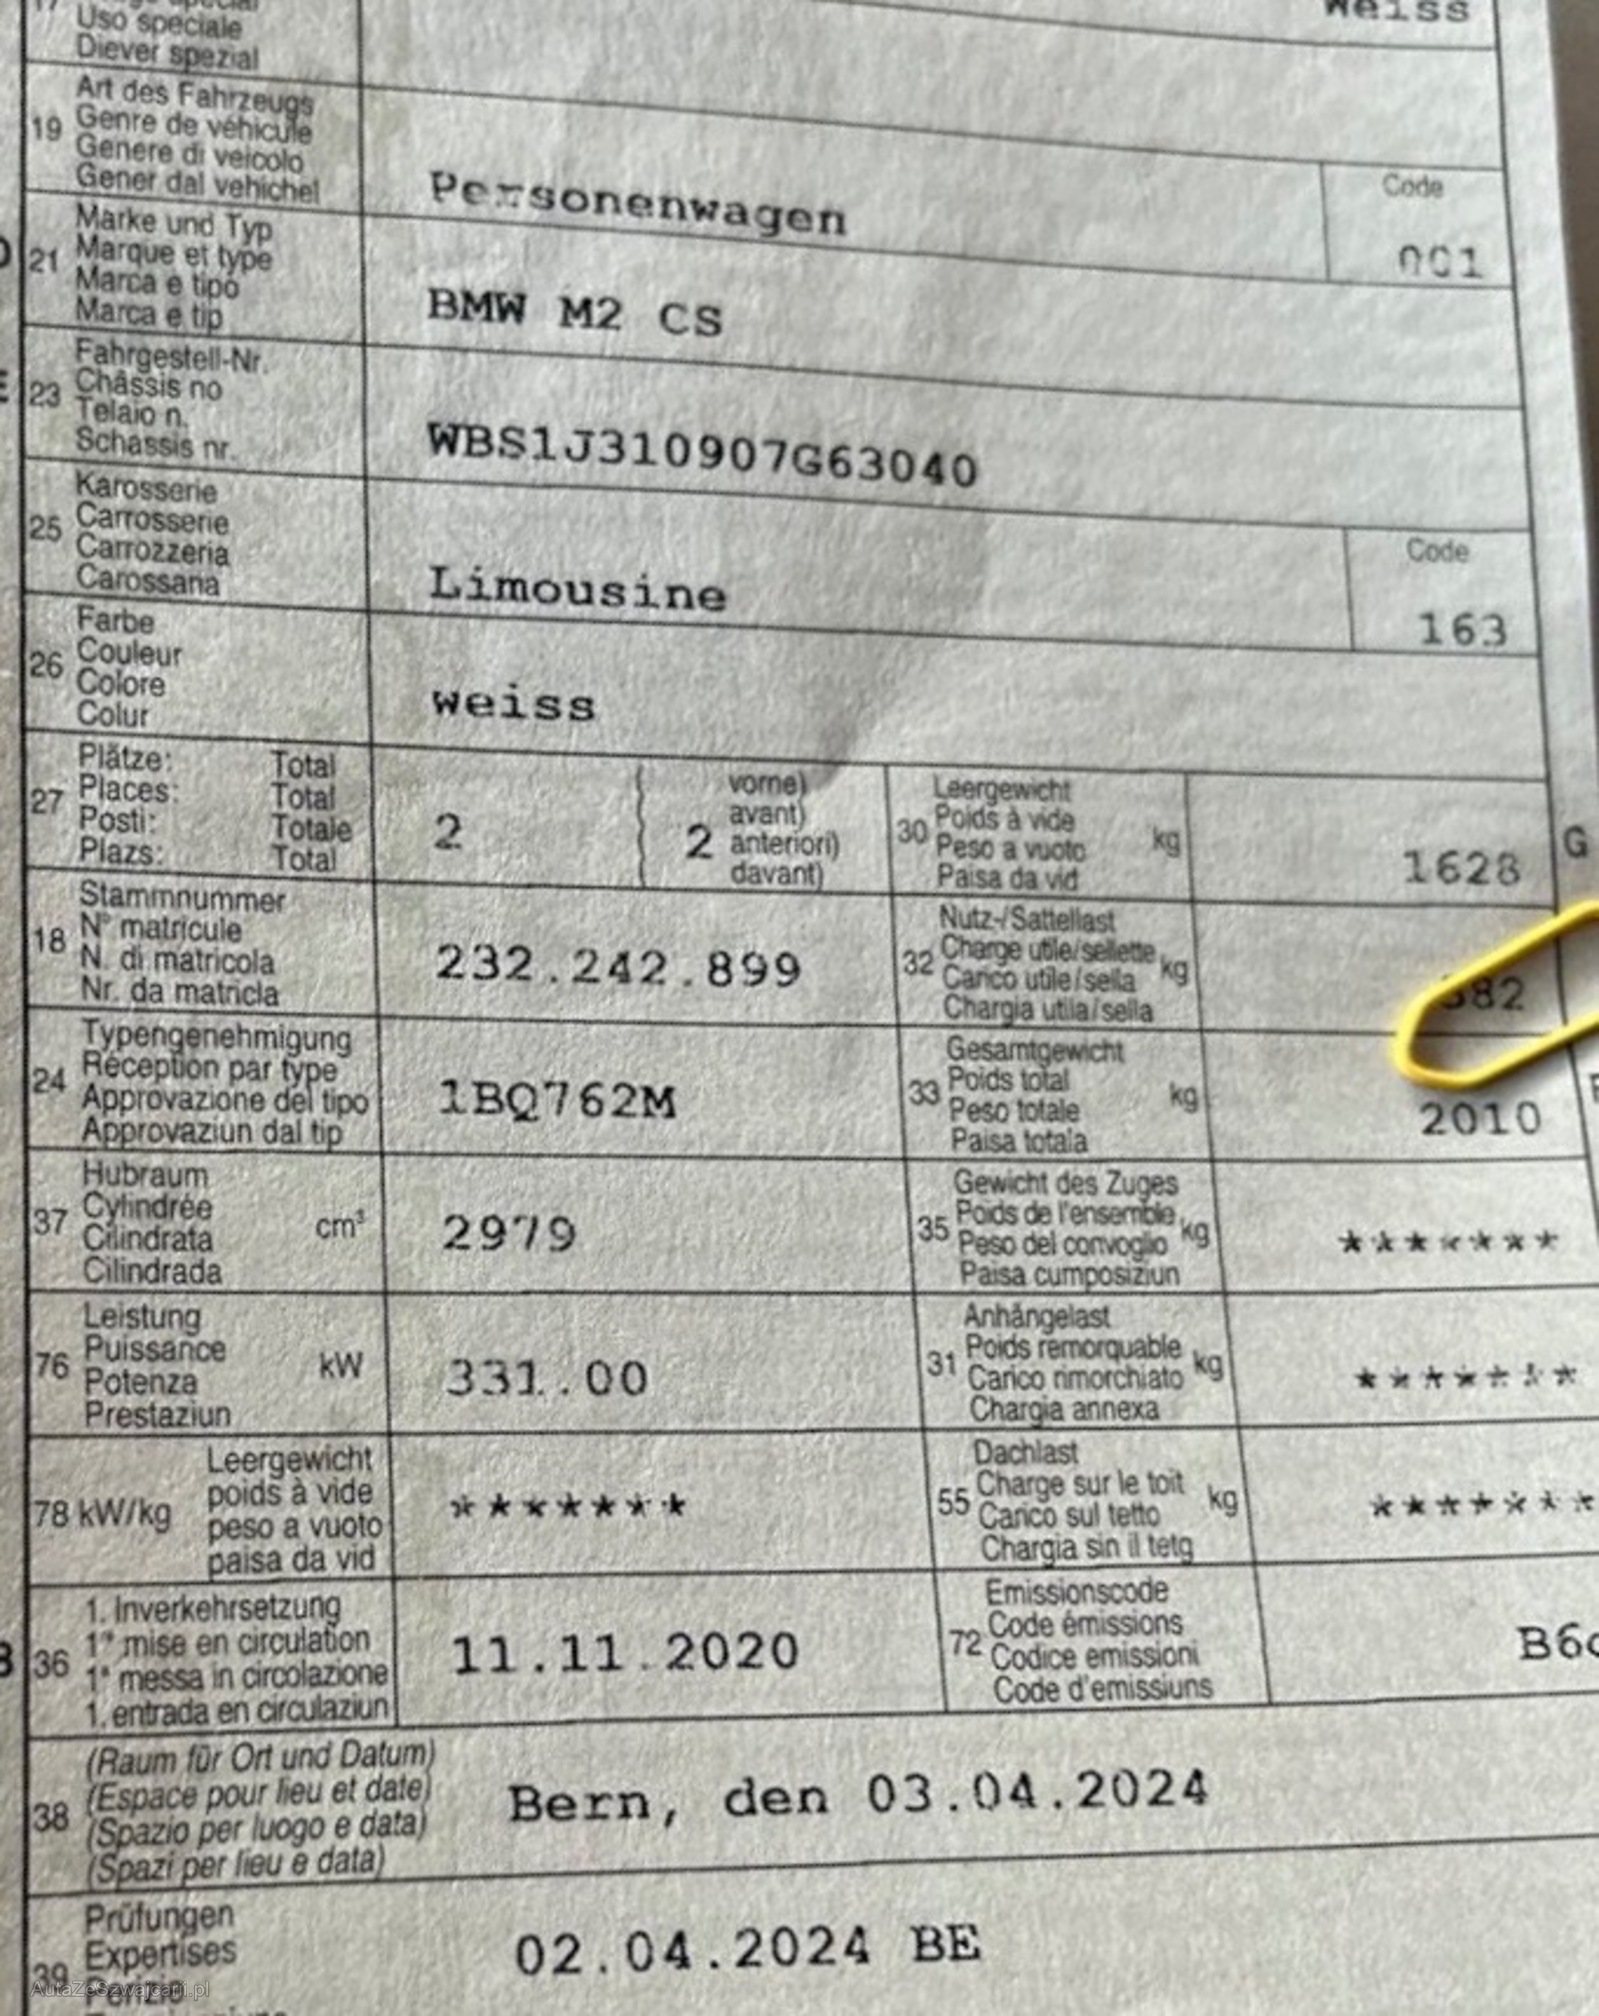 weiss
17
Uso speciale
Diever spezial
Art des Fahrzeugs
19 Genre de véhicule
Genere di veicolo
Gener dal vehichel
Personenwagen
Code
001
Marke und Typ
21 Marque et type
Marca e tipo
Marca e tip
BMW M2 CS
Fahrgestell-Nr.
E 23 Châssis no
Telaio n.
Schassis nr.
WBS1J310907G63040
Karosserie
25 Carrosserie
Carrozzeria
Carossaria
Limousine
Code
163
Farbe
26 Couleur
Colore
Colur
weiss
Plätze: Total
27 Places: Total
Posti: Totale
Plazs: Total
2
2
vorne)
avant)
anteriori)
davant)
Leergewicht
30 Poids à vide
Peso a vuoto kg
Paisa da vid
1628
G
Stammnummer
18 N° matricule
N. di matricola
Nr. da matricla
232.242.899
Nutz-/Sattellast
32 Charge utile/sellette kg
Carico utile/sella
Chargia utila/sella
382
Typengenehmigung
24 Réception par type
Approvazione del tipo
Approvaziun dal tip
1BQ762M
Gesamtgewicht
33 Poids total
Peso totale kg
Paisa totala
2010
Hubraum
37 Cylindrée
Cilindrata cm³
Cilindrada
2979
Gewicht des Zuges
35 Poids de l'ensemble kg
Peso del convoglio
Paisa cumposiziun
*******
Leistung
76 Puissance
Potenza kW
Prestaziun
331.00
Anhängelast
31 Poids remorquable kg
Carico rimorchiato
Chargia annexa
*******
78 kW/kg
Leergewicht
poids à vide
peso a vuoto
paisa da vid
*******
Dachlast
55 Charge sur le toit kg
Carico sul tetto
Chargia sin il tetg
*******
1. Inverkehrsetzung
B 36 1re mise en circulation
1a messa in circolazione
1. entrada en circulaziun
11.11.2020
Emissionscode
72 Code émissions
Codice emissioni
Code d'emissiuns
B6c
(Raum für Ort und Datum)
38 (Espace pour lieu et date)
(Spazio per luogo e data)
(Spazi per lieu e data)
Bern, den 03.04.2024
Prüfungen
39 Expertises
Perizie
02.04.2024 BE
AutaZeSzwajcarii.pl